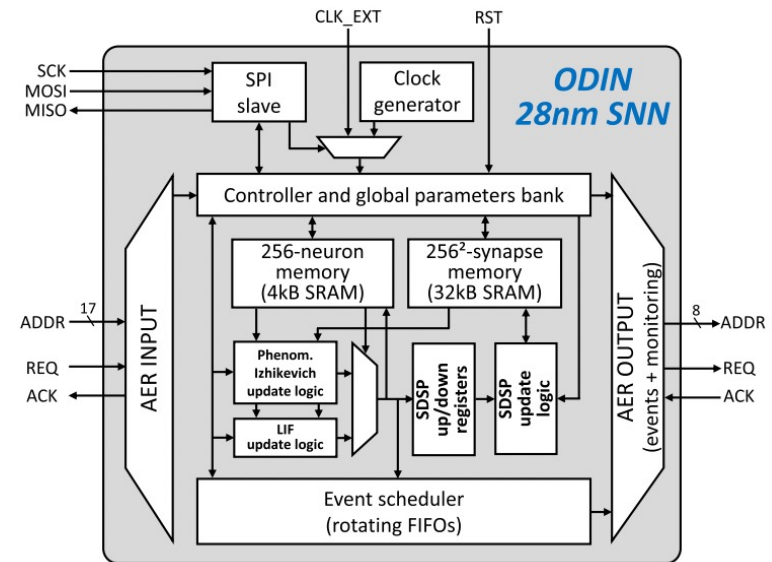 CLK_EXT
RST
SCK
MOSI
MISO
SPI
slave
Clock
generator
ODIN
28nm SNN
Controller and global parameters bank
256-neuron
memory
(4kB SRAM)
256²-synapse
memory
(32kB SRAM)
ADDR
17
REQ
ACK
AER INPUT
Phenom.
Izhikevich
update logic
LIF
update logic
SDSP
up/down
registers
SDSP
update
logic
AER OUTPUT
(events + monitoring)
8
ADDR
REQ
ACK
Event scheduler
(rotating FIFOs)